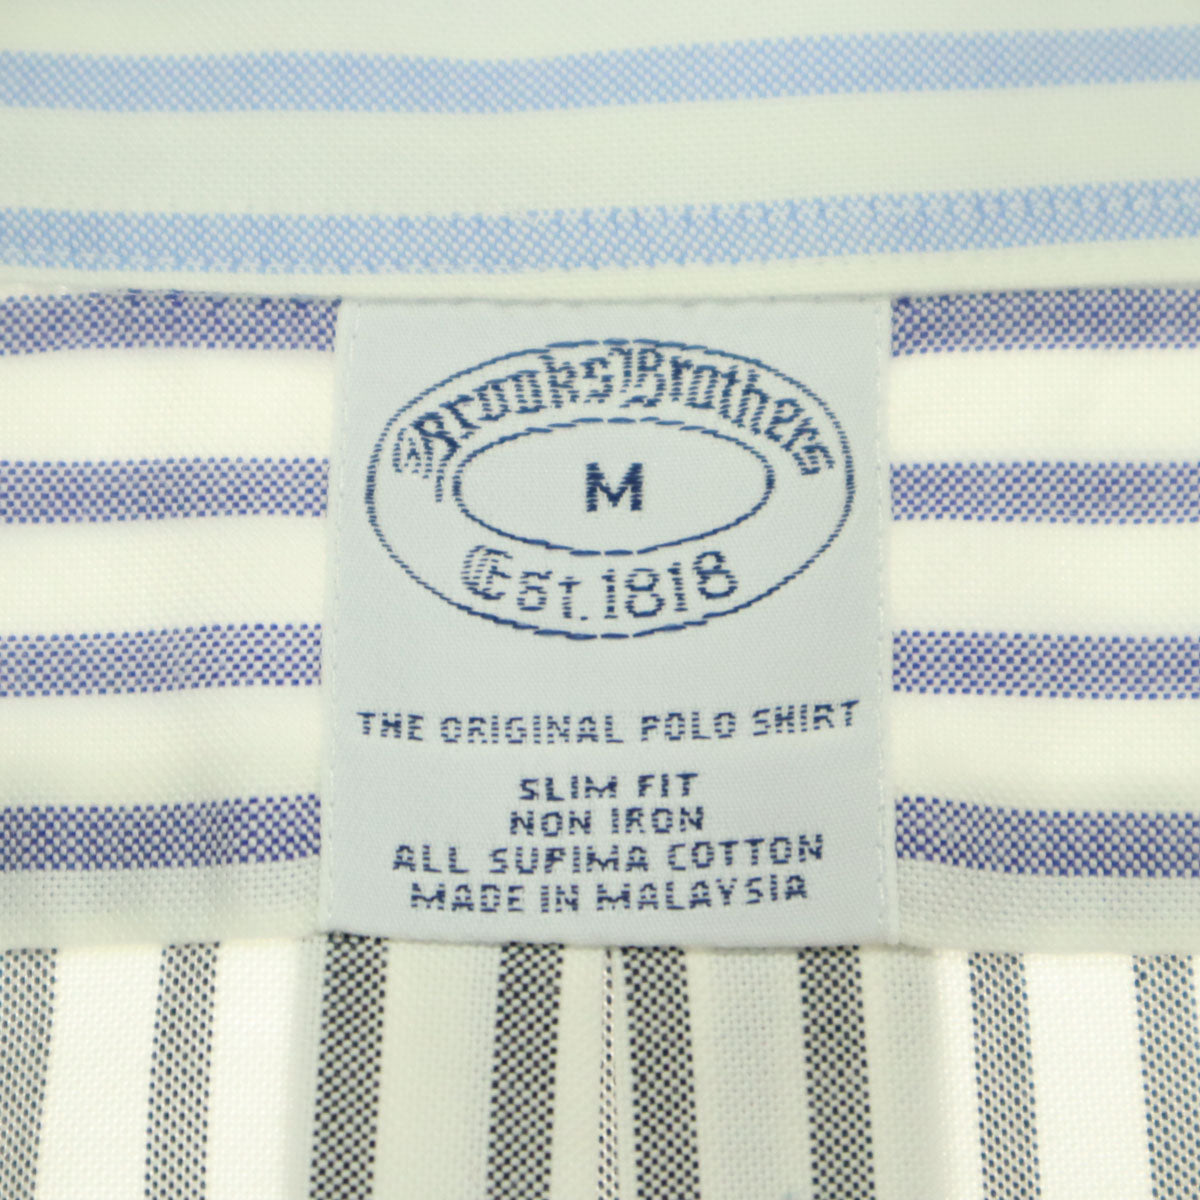 Brooks Brothers
M
Est. 1818
THE ORIGINAL POLO SHIRT
SLIM FIT
NON IRON
ALL SUPIMA COTTON
MADE IN MALAYSIA